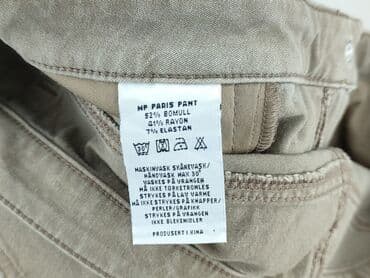 MP PARIS PANT
52% BOMULL
41% RAYON
7% ELASTAN
30
MASKINVASK SKÅNEVASK/
HÅNDVASK MAX 30°
VASKES PÅ VRANGEN
MÅ IKKE TØRKETROMLES
STRYKES PÅ LAV VARME
MÅ IKKE STRYKES PÅ KNAPPER/
PERLER/GRAFIKK
STRYKES PÅ VRANGEN
IKKE BLEKEMIDLER
PRODUSERT I KINA